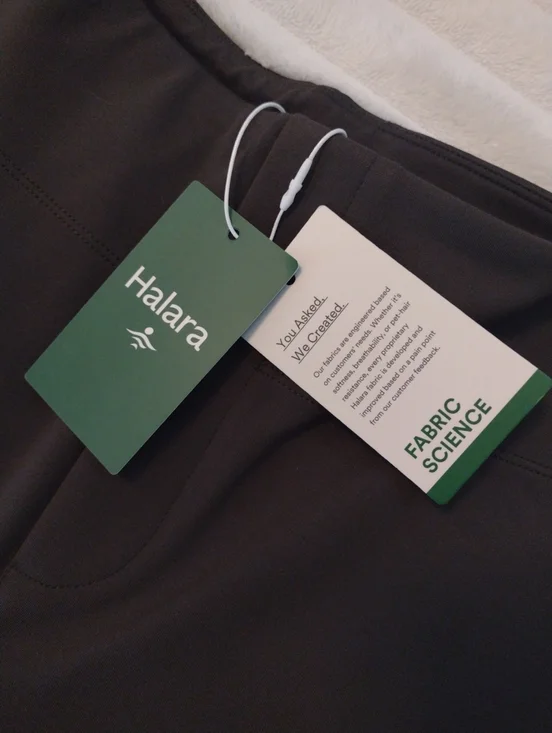 Halara
You Asked.
We Created.
Our fabrics are engineered based
on customers' needs. Whether it's
softness, breathability, or pet-hair
resistance, every proprietary
Halara fabric is developed and
improved based on a pain point
from our customer feedback.
FABRIC
SCIENCE